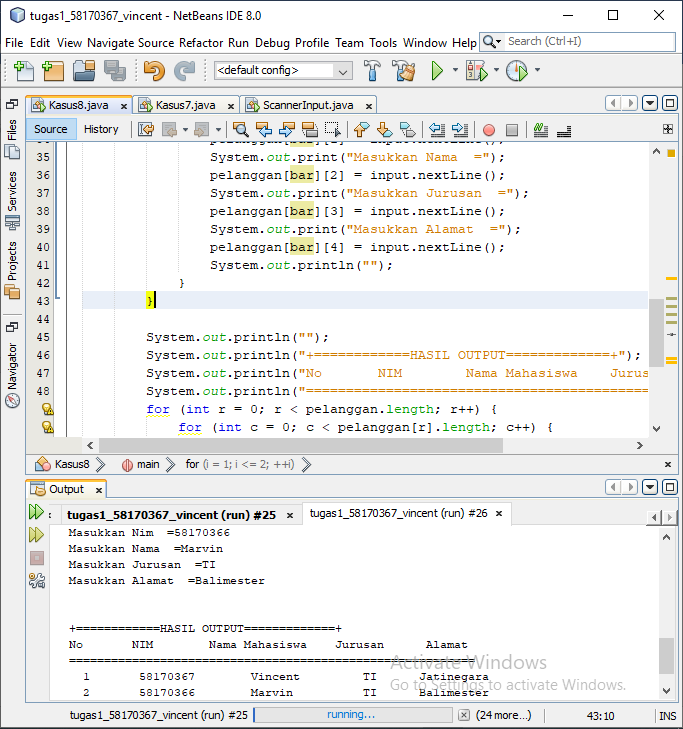 tugas1_58170367_vincent - NetBeans IDE 8.0
File Edit View Navigate Source Refactor Run Debug Profile Team Tools Window Help Search (Ctrl+I)
<default config>
Kasus8.java Kasus7.java ScannerInput.java
Source History
Files
Services
Projects
Navigator
35 System.out.print("Masukkan Nama  =");
36 pelanggan[bar][2] = input.nextLine();
37 System.out.print("Masukkan Jurusan  =");
38 pelanggan[bar][3] = input.nextLine();
39 System.out.print("Masukkan Alamat  =");
40 pelanggan[bar][4] = input.nextLine();
41 System.out.println("");
42 }
43 }
44
45 System.out.println("");
46 System.out.println("+============HASIL OUTPUT=============+");
47 System.out.println("No       NIM         Nama Mahasiswa    Jurus
48 System.out.println("=================================================
for (int r = 0; r < pelanggan.length; r++) {
for (int c = 0; c < pelanggan[r].length; c++) {
Kasus8 main for (i = 1; i <= 2; ++i)
Output
tugas1_58170367_vincent (run) #25 tugas1_58170367_vincent (run) #26
Masukkan Nim  =58170366
Masukkan Nama  =Marvin
Masukkan Jurusan  =TI
Masukkan Alamat  =Balimester
+============HASIL OUTPUT=============+
No NIM Nama Mahasiswa Jurusan Alamat
==========================================================
1 58170367 Vincent TI Jatinegara
2 58170366 Marvin TI Balimester
Activate Windows
Go to Settings to activate Windows.
tugas1_58170367_vincent (run) #25 running... (24 more...) 43:10 INS